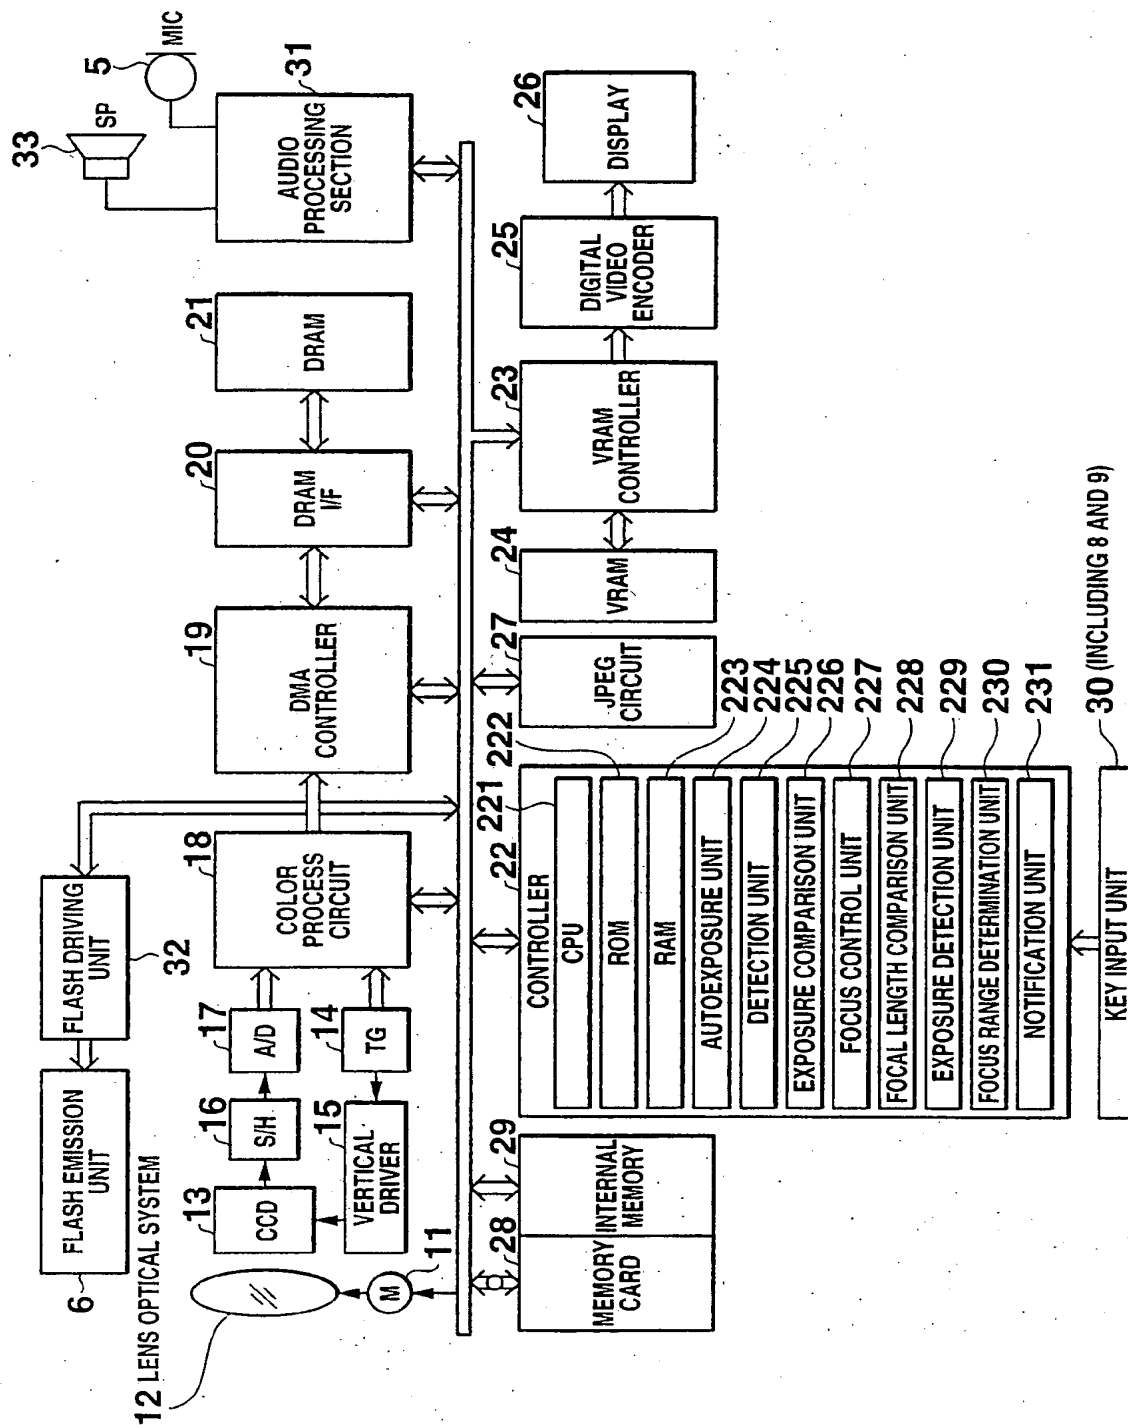 6
FLASH EMISSION
UNIT
32
FLASH DRIVING
UNIT
33
SP
5
MIC
12 LENS OPTICAL SYSTEM
13
CCD
16
S/H
17
A/D
18
COLOR
PROCESS
CIRCUIT
19
DMA
CONTROLLER
20
DRAM
I/F
21
DRAM
31
AUDIO
PROCESSING
SECTION
11
M
15
VERTICAL
DRIVER
14
TG
28
MEMORY
CARD
29
INTERNAL
MEMORY
22
CONTROLLER
221
CPU
222
ROM
223
RAM
224
AUTOEXPOSURE UNIT
225
DETECTION UNIT
226
EXPOSURE COMPARISON UNIT
227
FOCUS CONTROL UNIT
228
FOCAL LENGTH COMPARISON UNIT
229
EXPOSURE DETECTION UNIT
230
FOCUS RANGE DETERMINATION UNIT
231
NOTIFICATION UNIT
30 (INCLUDING 8 AND 9)
KEY INPUT UNIT
27
JPEG
CIRCUIT
24
VRAM
23
VRAM
CONTROLLER
25
DIGITAL
VIDEO
ENCODER
26
DISPLAY